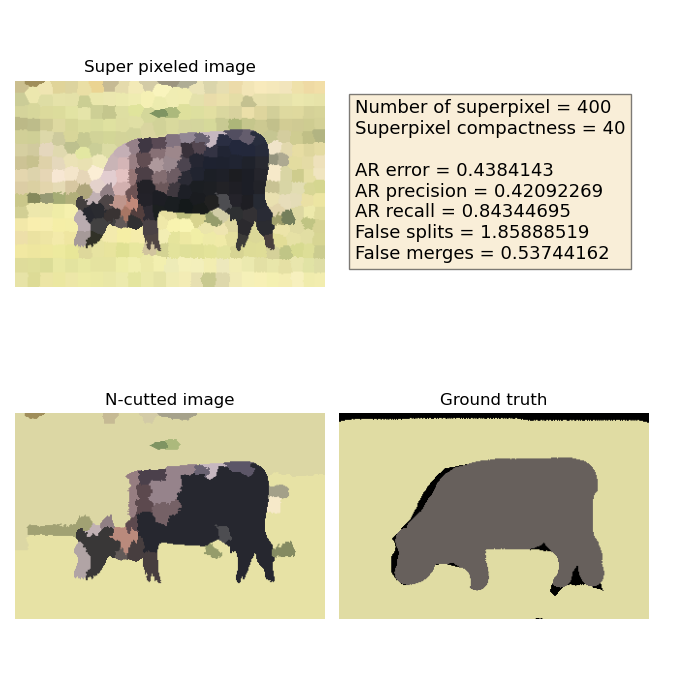 Super pixeled image
Number of superpixel = 400
Superpixel compactness = 40
AR error = 0.4384143
AR precision = 0.42092269
AR recall = 0.84344695
False splits = 1.85888519
False merges = 0.53744162
N-cutted image
Ground truth